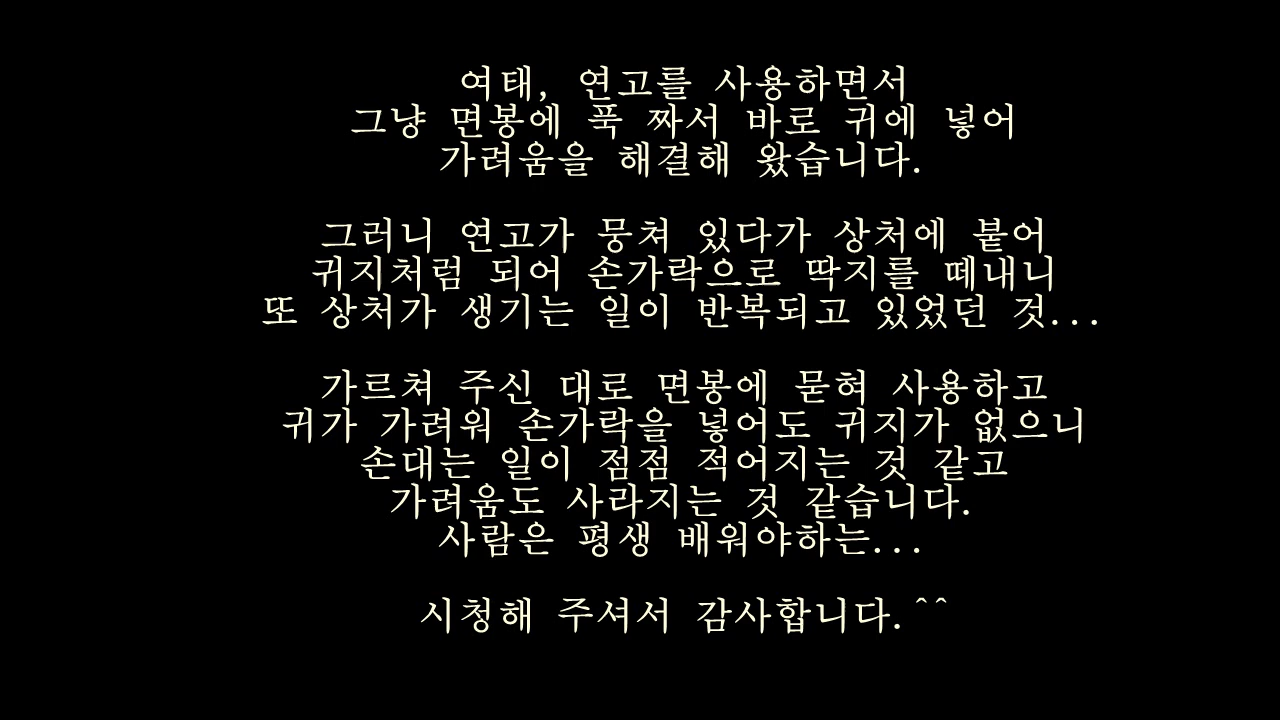 여태, 연고를 사용하면서
그냥 면봉에 푹 짜서 바로 귀에 넣어
가려움을 해결해 왔습니다.
그러니 연고가 뭉쳐 있다가 상처에 붙어
귀지처럼 되어 손가락으로 딱지를 떼내니
또 상처가 생기는 일이 반복되고 있었던 것...
가르쳐 주신 대로 면봉에 묻혀 사용하고
귀가 가려워 손가락을 넣어도 귀지가 없으니
손대는 일이 점점 적어지는 것 같고
가려움도 사라지는 것 같습니다.
사람은 평생 배워야하는...
시청해 주셔서 감사합니다.^^